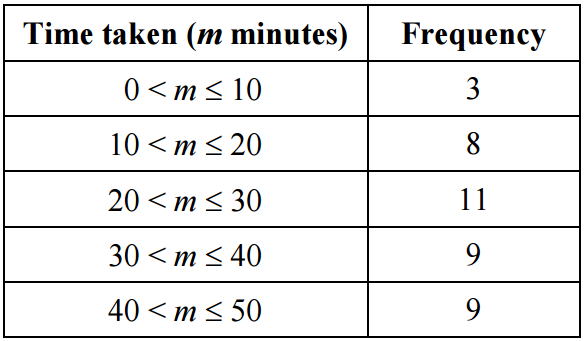 Time taken (m minutes) Frequency
0 < m ≤ 10 3
10 < m ≤ 20 8
20 < m ≤ 30 11
30 < m ≤ 40 9
40 < m ≤ 50 9